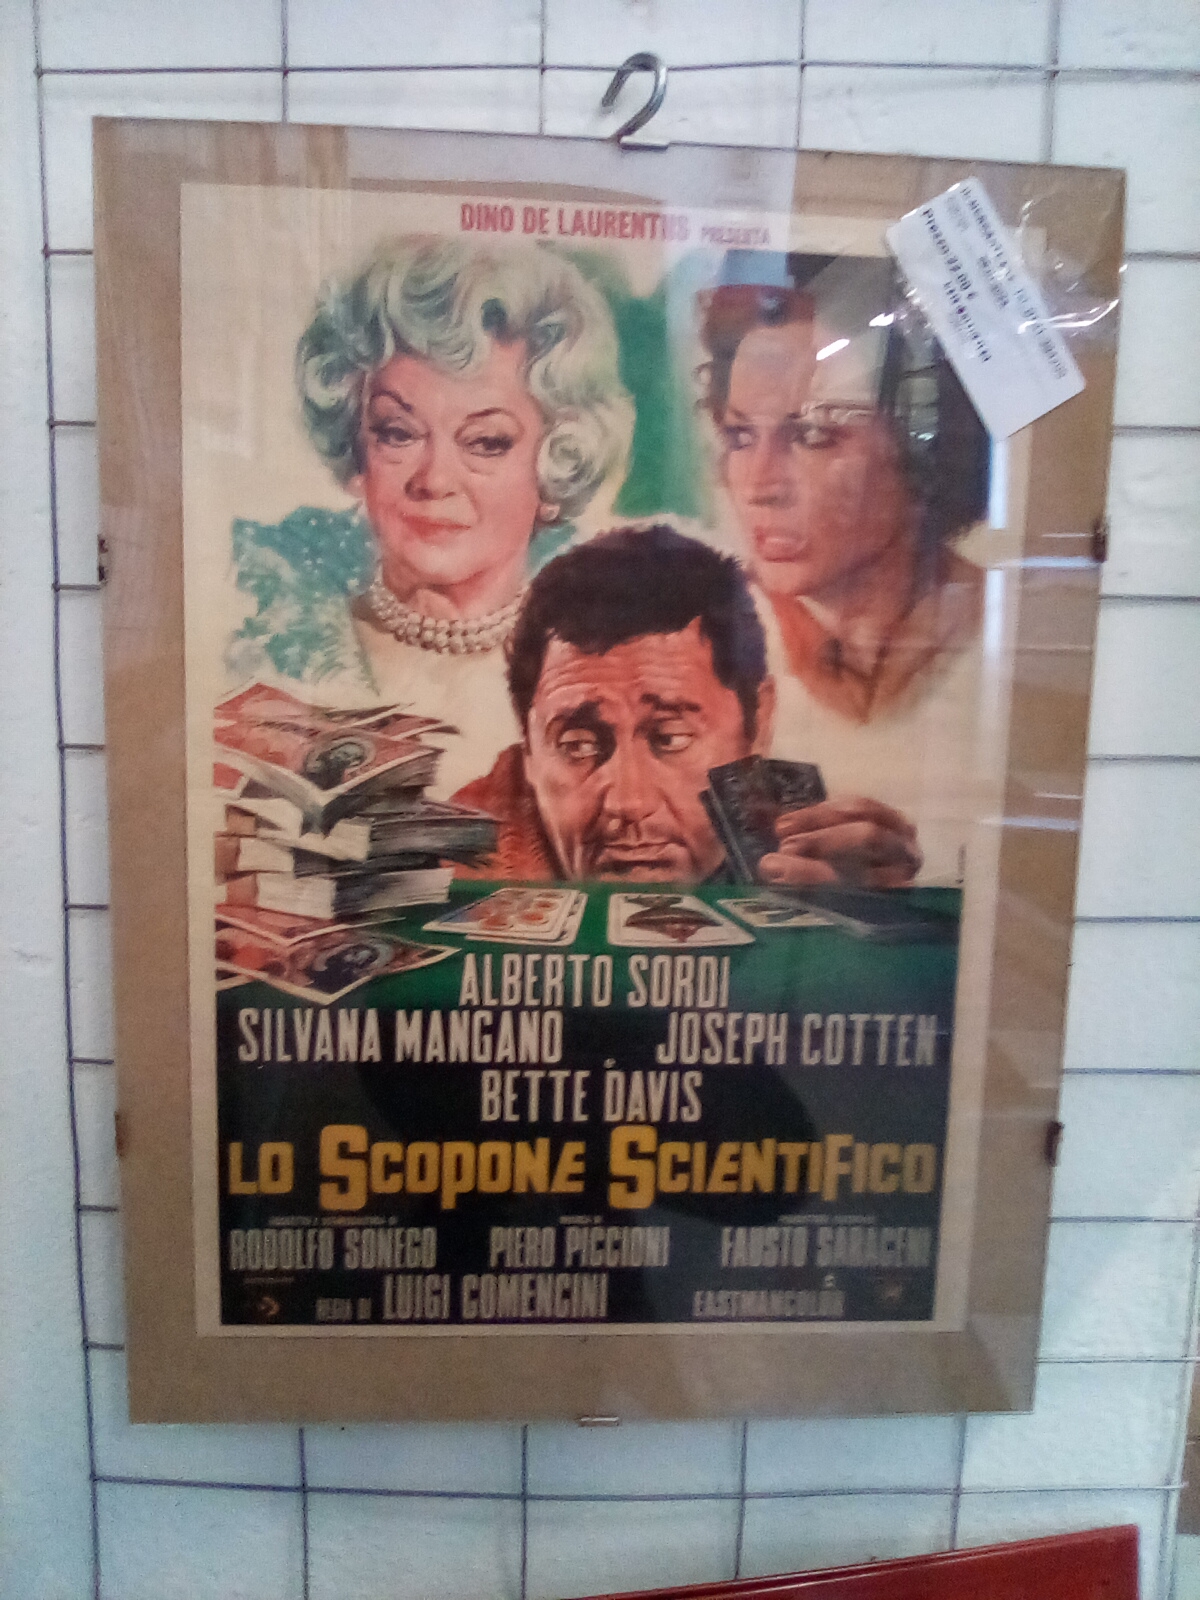 DINO DE LAURENTIIS PRESENTA
Prezzo
ALBERTO SORDI
SILVANA MANGANO JOSEPH COTTEN
BETTE DAVIS
LO SCOPONE SCIENTIFICO
RODOLFO SONEGO PIERO PICCIONI FAUSTO SARACENI
REGIA DI LUIGI COMENCINI EASTMANCOLOR